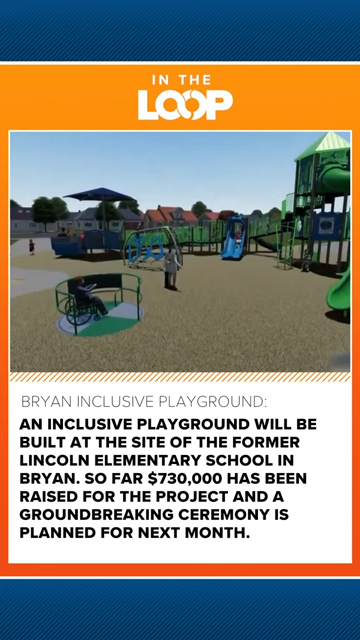 IN THE
LOOP
BRYAN INCLUSIVE PLAYGROUND:
AN INCLUSIVE PLAYGROUND WILL BE
BUILT AT THE SITE OF THE FORMER
LINCOLN ELEMENTARY SCHOOL IN
BRYAN. SO FAR $730,000 HAS BEEN
RAISED FOR THE PROJECT AND A
GROUNDBREAKING CEREMONY IS
PLANNED FOR NEXT MONTH.